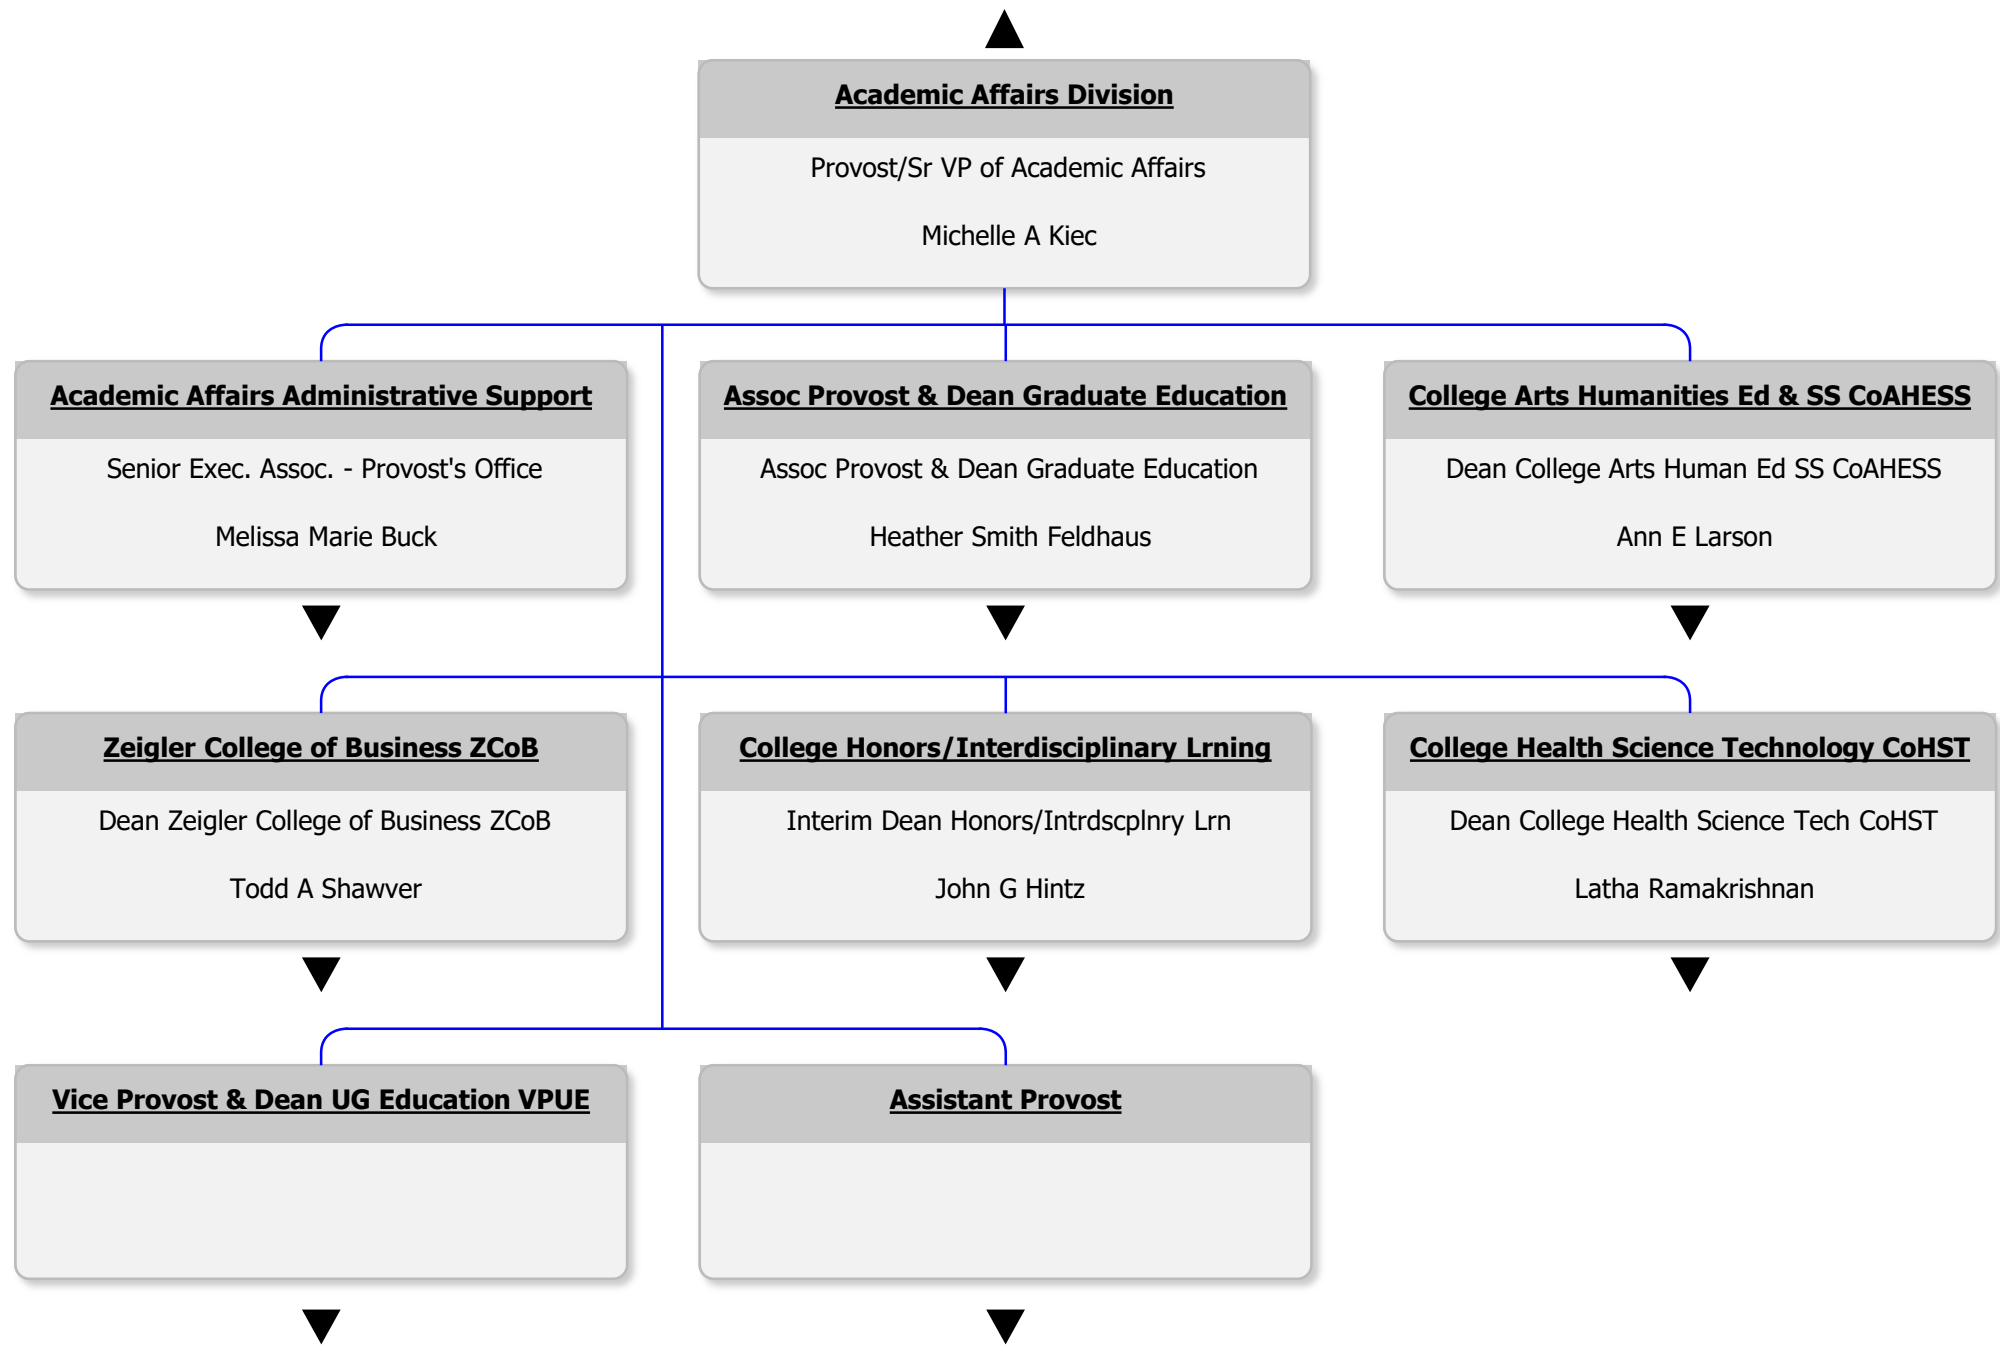 Academic Affairs Division
Provost/Sr VP of Academic Affairs
Michelle A Kiec
Academic Affairs Administrative Support
Senior Exec. Assoc. - Provost's Office
Melissa Marie Buck
Assoc Provost & Dean Graduate Education
Assoc Provost & Dean Graduate Education
Heather Smith Feldhaus
College Arts Humanities Ed & SS CoAHESS
Dean College Arts Human Ed SS CoAHESS
Ann E Larson
Zeigler College of Business ZCoB
Dean Zeigler College of Business ZCoB
Todd A Shawver
College Honors/Interdisciplinary Lrning
Interim Dean Honors/Intrdscplnry Lrn
John G Hintz
College Health Science Technology CoHST
Dean College Health Science Tech CoHST
Latha Ramakrishnan
Vice Provost & Dean UG Education VPUE
Assistant Provost